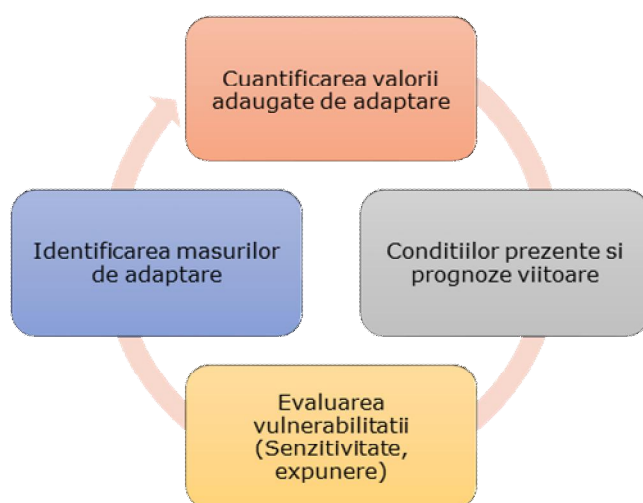 Cuantificarea valorii
adaugate de adaptare
Conditiilor prezente si
prognoze viitoare
Evaluarea
vulnerabilitatii
(Senzitivitate,
expunere)
Identificarea masurilor
de adaptare